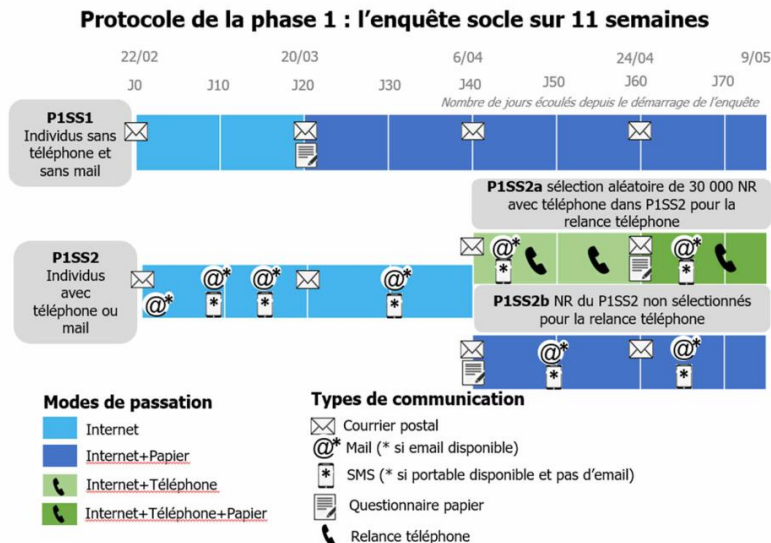 Protocole de la phase 1 : l'enquête socle sur 11 semaines
22/02 20/03 6/04 24/04 9/05
J0 J10 J20 J30 J40 J50 J60 J70
Nombre de jours écoulés depuis le démarrage de l'enquête
P1SS1
Individus sans
téléphone et
sans mail
P1SS2a sélection aléatoire de 30 000 NR
avec téléphone dans P1SS2 pour la
relance téléphone
P1SS2
Individus
avec
téléphone ou
mail
@* @* @* @* @* @*
* * * * *
P1SS2b NR du P1SS2 non sélectionnés
pour la relance téléphone
@* @*
* *
Modes de passation
Internet
Internet+Papier
Internet+Téléphone
Internet+Téléphone+Papier
Types de communication
Courrier postal
@* Mail (* si email disponible)
* SMS (* si portable disponible et pas d'email)
Questionnaire papier
Relance téléphone